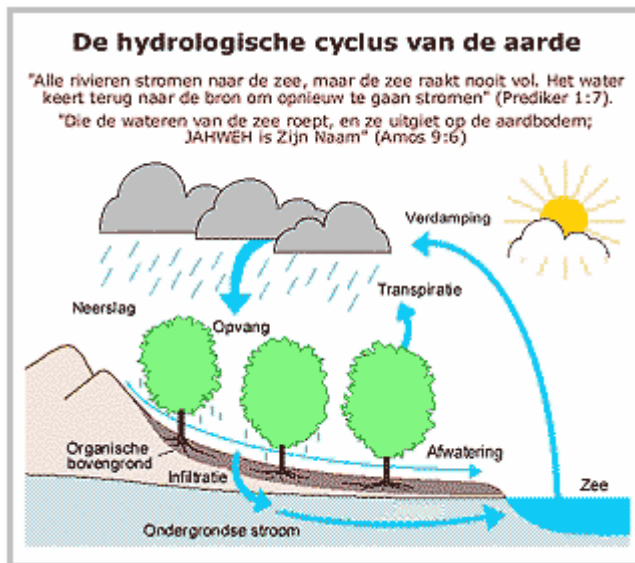 De hydrologische cyclus van de aarde
"Alle rivieren stromen naar de zee, maar de zee raakt nooit vol. Het water
keert terug naar de bron om opnieuw te gaan stromen" (Prediker 1:7).
"Die de wateren van de zee roept, en ze uitgiet op de aardbodem;
JAHWEH is Zijn Naam" (Amos 9:6)
Verdamping
Transpiratie
Neerslag
Opvang
Organische
bovengrond
Infiltratie
Afwatering
Zee
Ondergrondse stroom